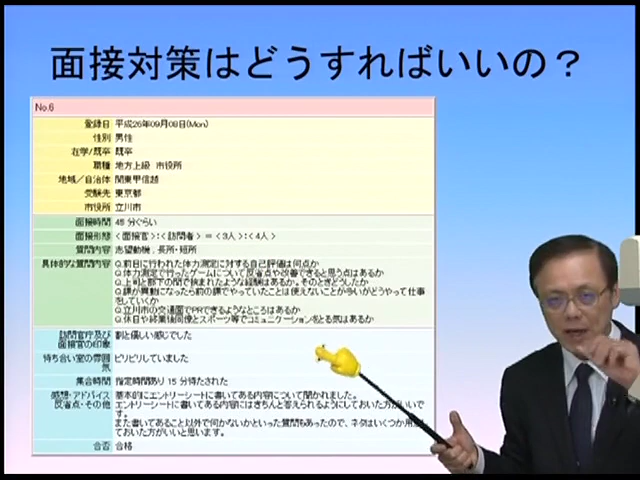 面接対策はどうすればいいの？
No.6
登録日 平成26年09月08日(Mon)
性別 男性
在学/既卒 既卒
職種 地方上級 市役所
地域/自治体 関東甲信越
受験先 東京都
市役所 立川市
面接時間 45 分ぐらい
面接形態 <面接官>：<訪問者> = <3人>：<4人>
質問内容 志望動機、長所・短所
具体的な質問内容 Q.前日に行われた体力測定に対する自己評価は何点か
Q.体力測定で行ったゲームについて反省点や改善できると思う点はあるか
Q.上司と部下の間で挟まれたような経験はあるか。そのときどうしたか
Q.課が異動になったら前の課でやっていたことは使えないことが多いがどうやって仕事
をしていくか
Q.立川市の交通面でPRできるようなところはあるか
Q.休日や終業後同僚とスポーツ等でコミュニケーションをとる気はあるか
訪問官庁及び 割と優しい感じでした
面接官の印象
待ち合い室の雰囲 ピリピリしていました
気
集合時間 指定時間あり 15 分待たされた
感想・アドバイス 基本的にエントリーシートに書いてある内容について聞かれました。
反省点・その他 エントリーシートに書いてある内容にはきちんと答えられるようにしておいた方がいいで
す。
また書いてあること以外で何かないかといった質問もあったので、ネタはいくつか用意し
ておいた方がいいと思います。
合否 合格